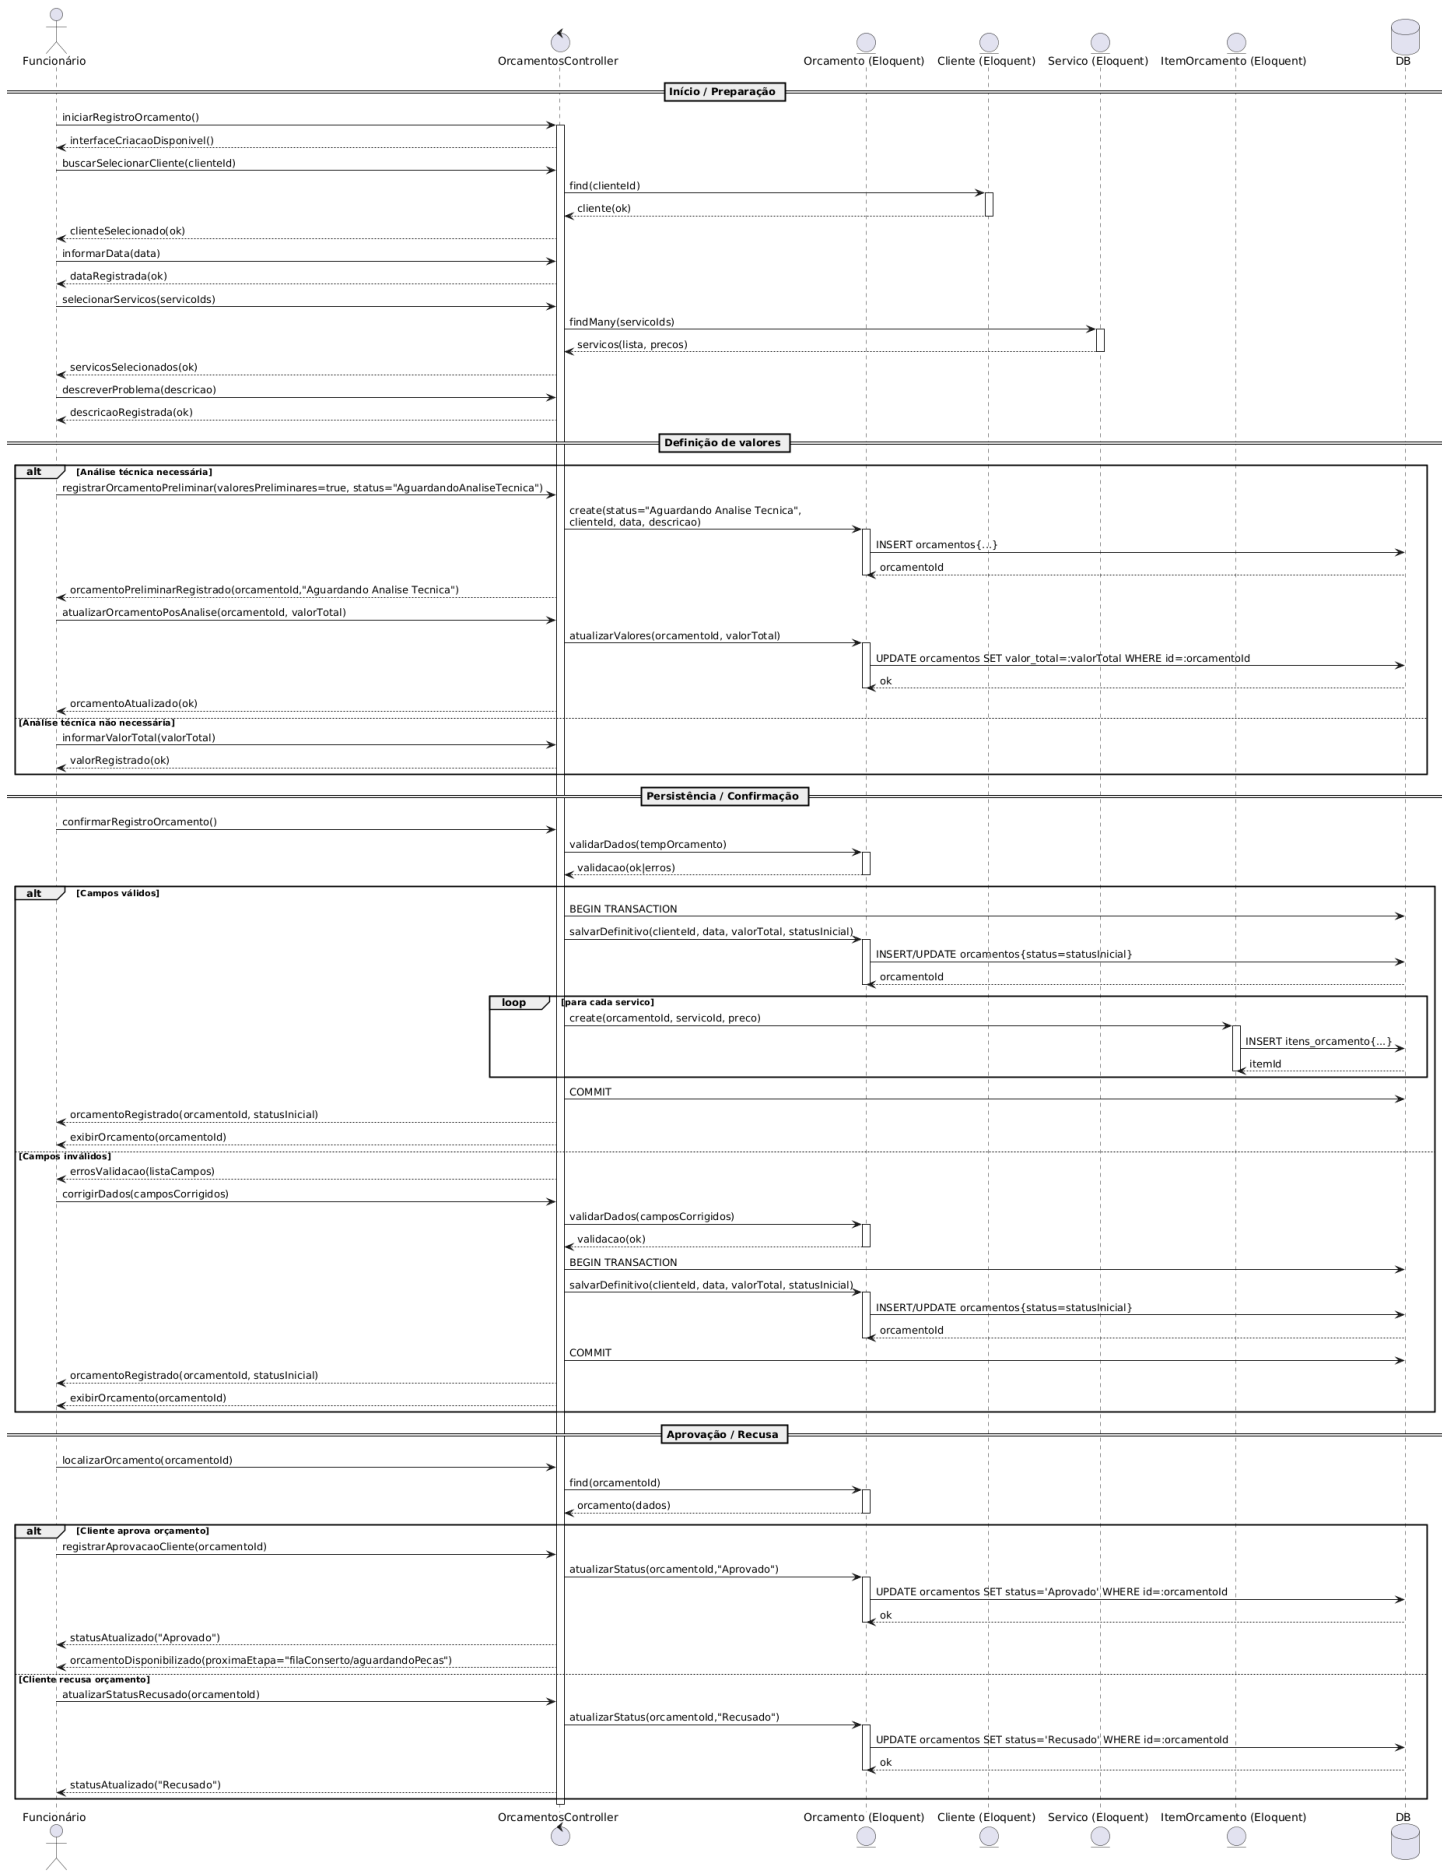 Funcionário
OrcamentosController
Orcamento (Eloquent)
Cliente (Eloquent)
Servico (Eloquent)
ItemOrcamento (Eloquent)
DB
Início / Preparação
iniciarRegistroOrcamento()
interfaceCriacaoDisponivel()
buscarSelecionarCliente(clienteId)
find(clienteId)
cliente(ok)
clienteSelecionado(ok)
informarData(data)
dataRegistrada(ok)
selecionarServicos(servicoIds)
findMany(servicoIds)
servicos(lista, precos)
servicosSelecionados(ok)
descreverProblema(descricao)
descricaoRegistrada(ok)
Definição de valores
alt [Análise técnica necessária]
registrarOrcamentoPreliminar(valoresPreliminares=true, status="AguardandoAnaliseTecnica")
create(status="Aguardando Analise Tecnica",
clienteId, data, descricao)
INSERT orcamentos{...}
orcamentoId
orcamentoPreliminarRegistrado(orcamentoId,"Aguardando Analise Tecnica")
atualizarOrcamentoPosAnalise(orcamentoId, valorTotal)
atualizarValores(orcamentoId, valorTotal)
UPDATE orcamentos SET valor_total=:valorTotal WHERE id=:orcamentoId
ok
orcamentoAtualizado(ok)
[Análise técnica não necessária]
informarValorTotal(valorTotal)
valorRegistrado(ok)
Persistência / Confirmação
confirmarRegistroOrcamento()
validarDados(tempOrcamento)
validacao(ok|erros)
alt [Campos válidos]
BEGIN TRANSACTION
salvarDefinitivo(clienteId, data, valorTotal, statusInicial)
INSERT/UPDATE orcamentos{status=statusInicial}
orcamentoId
loop [para cada servico]
create(orcamentoId, servicoId, preco)
INSERT itens_orcamento{...}
itemId
COMMIT
orcamentoRegistrado(orcamentoId, statusInicial)
exibirOrcamento(orcamentoId)
[Campos inválidos]
errosValidacao(listaCampos)
corrigirDados(camposCorrigidos)
validarDados(camposCorrigidos)
validacao(ok)
BEGIN TRANSACTION
salvarDefinitivo(clienteId, data, valorTotal, statusInicial)
INSERT/UPDATE orcamentos{status=statusInicial}
orcamentoId
COMMIT
orcamentoRegistrado(orcamentoId, statusInicial)
exibirOrcamento(orcamentoId)
Aprovação / Recusa
localizarOrcamento(orcamentoId)
find(orcamentoId)
orcamento(dados)
alt [Cliente aprova orçamento]
registrarAprovacaoCliente(orcamentoId)
atualizarStatus(orcamentoId,"Aprovado")
UPDATE orcamentos SET status='Aprovado' WHERE id=:orcamentoId
ok
statusAtualizado("Aprovado")
orcamentoDisponibilizado(proximaEtapa="filaConserto/aguardandoPecas")
[Cliente recusa orçamento]
atualizarStatusRecusado(orcamentoId)
atualizarStatus(orcamentoId,"Recusado")
UPDATE orcamentos SET status='Recusado' WHERE id=:orcamentoId
ok
statusAtualizado("Recusado")
Funcionário
OrcamentosController
Orcamento (Eloquent)
Cliente (Eloquent)
Servico (Eloquent)
ItemOrcamento (Eloquent)
DB